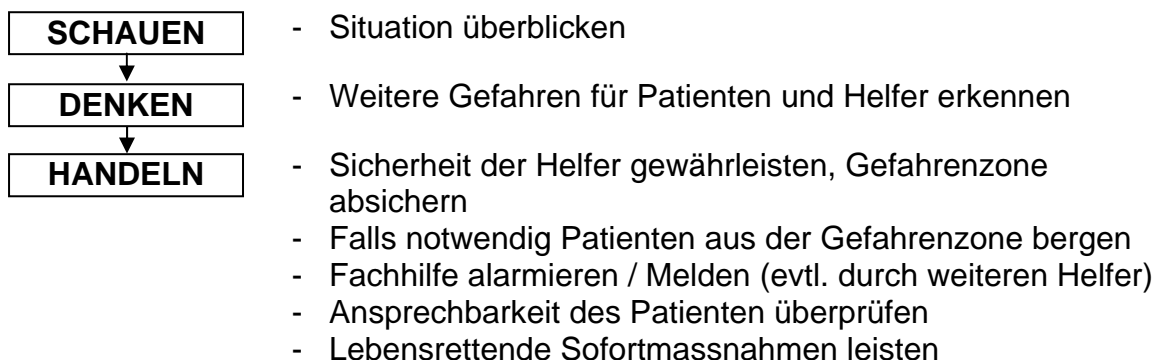 SCHAUEN - Situation überblicken
DENKEN - Weitere Gefahren für Patienten und Helfer erkennen
HANDELN - Sicherheit der Helfer gewährleisten, Gefahrenzone
absichern
- Falls notwendig Patienten aus der Gefahrenzone bergen
- Fachhilfe alarmieren / Melden (evtl. durch weiteren Helfer)
- Ansprechbarkeit des Patienten überprüfen
- Lebensrettende Sofortmassnahmen leisten